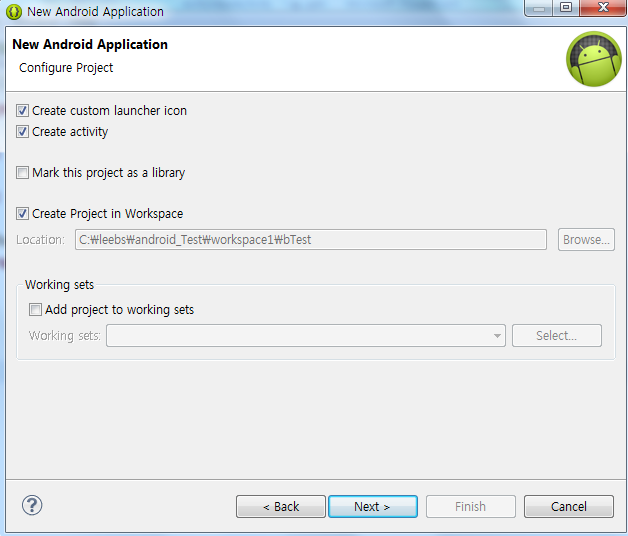 New Android Application
New Android Application
Configure Project
Create custom launcher icon
Create activity
Mark this project as a library
Create Project in Workspace
Location: C:₩leebs₩android_Test₩workspace1₩bTest Browse...
Working sets
Add project to working sets
Working sets: Select...
? < Back Next > Finish Cancel